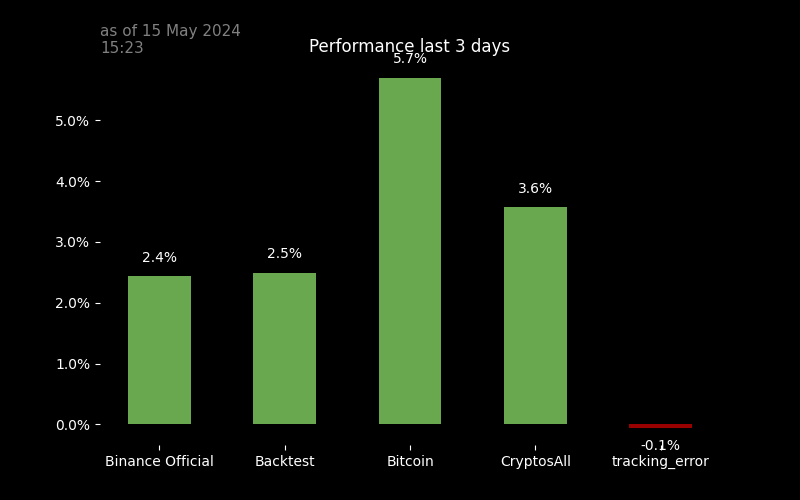 as of 15 May 2024
15:23
Performance last 3 days
5.7%
5.0%
4.0%
3.6%
3.0%
2.4%
2.5%
2.0%
1.0%
0.0%
-0.1%
Binance Official
Backtest
Bitcoin
CryptosAll
tracking_error